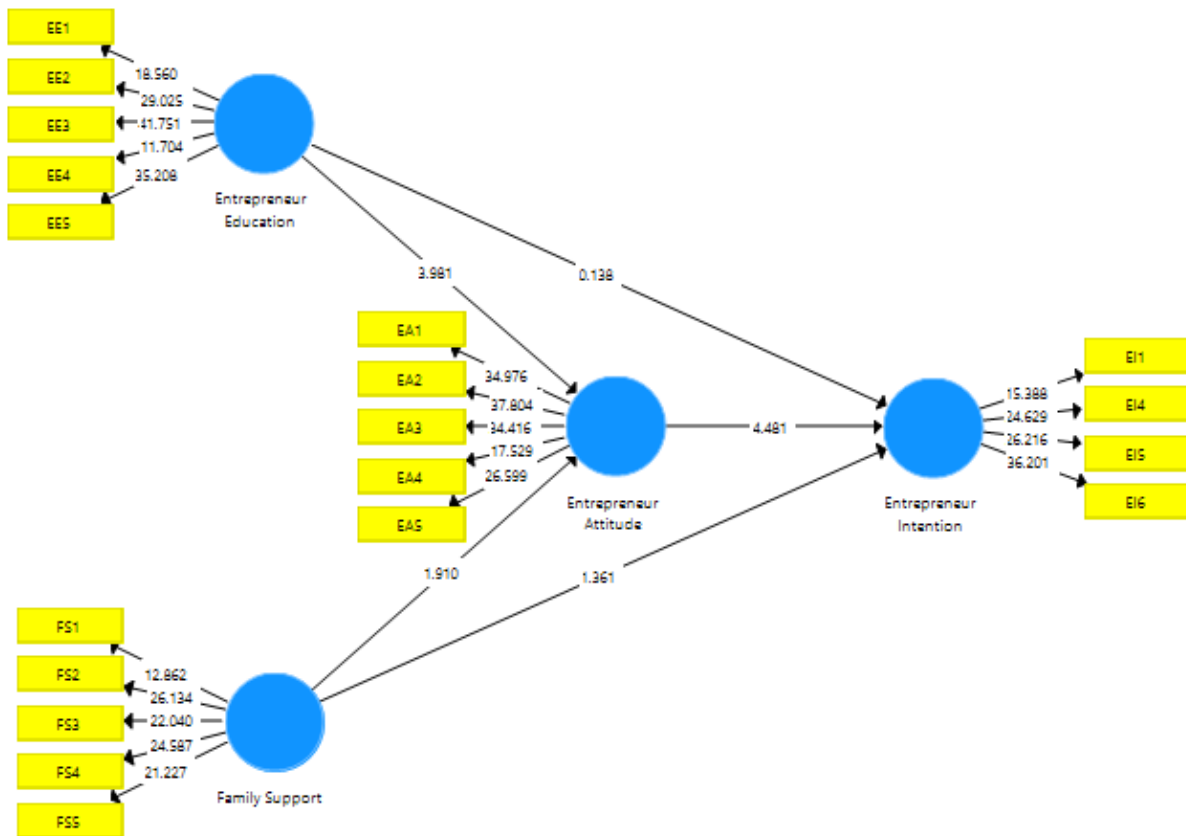 EE1
18.560
EE2
29.025
EE3
41.751
EE4
11.704
EE5
35.208
Entrepreneur
Education
3.981
0.138
EA1
34.976
EA2
37.804
EA3
34.416
EA4
17.529
EA5
26.599
Entrepreneur
Attitude
4.481
EI1
15.388
EI4
24.629
EI5
26.216
EI6
36.201
Entrepreneur
Intention
1.910
1.361
FS1
12.862
FS2
26.134
FS3
22.040
FS4
24.587
FS5
21.227
Family Support